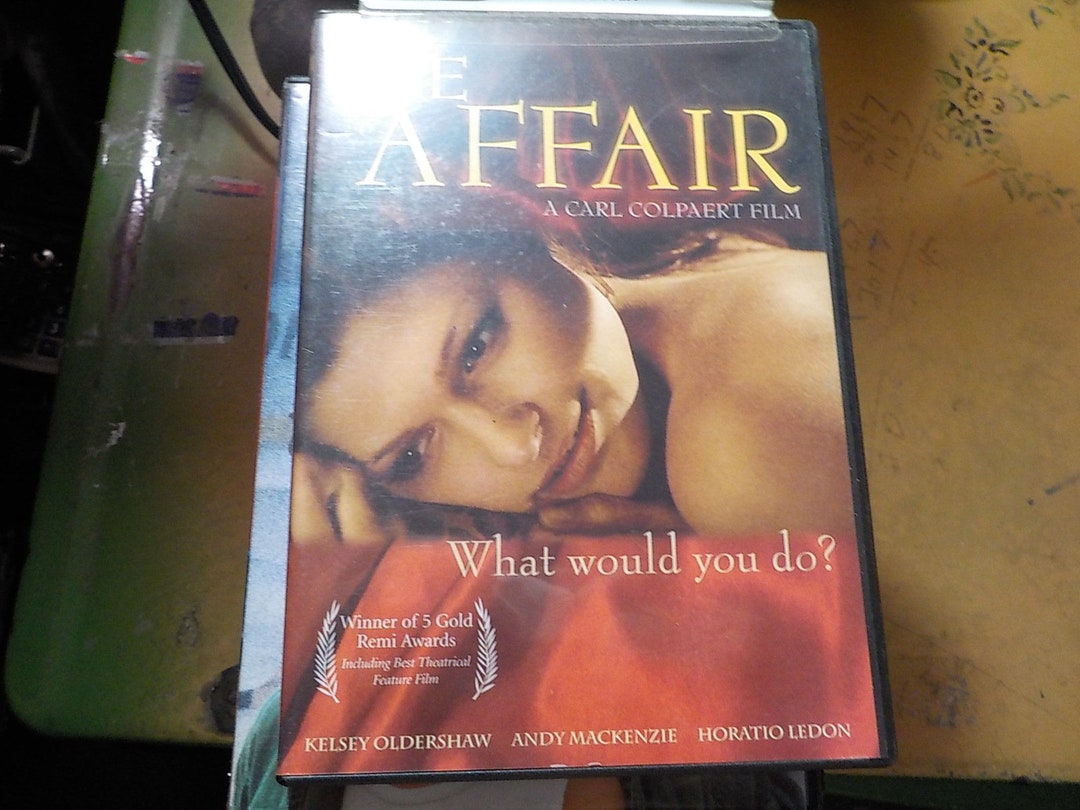 AFFAIR
A CARL COLPAERT FILM
What would you do?
Winner of 5 Gold
Remi Awards
Including Best Theatrical
Feature Film
KELSEY OLDERSHAW ANDY MACKENZIE HORATIO LEDON